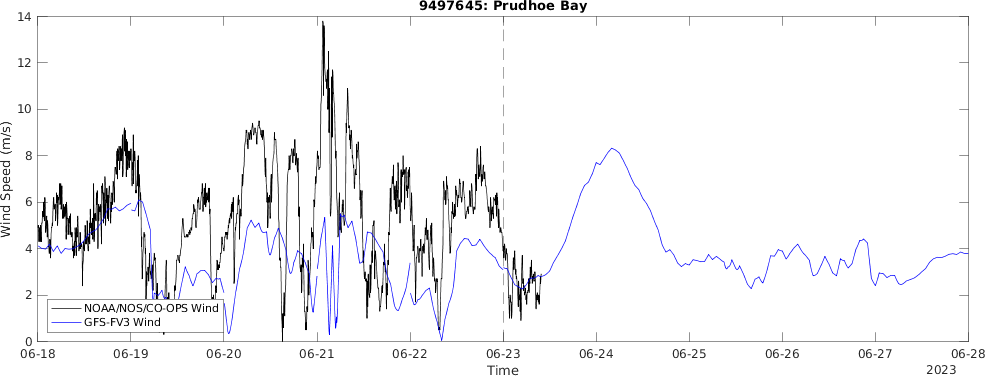 9497645: Prudhoe Bay
14
12
10
8
6
4
2
0
Wind Speed (m/s)
NOAA/NOS/CO-OPS Wind
GFS-FV3 Wind
06-18 06-19 06-20 06-21 06-22 06-23 06-24 06-25 06-26 06-27 06-28
Time
2023